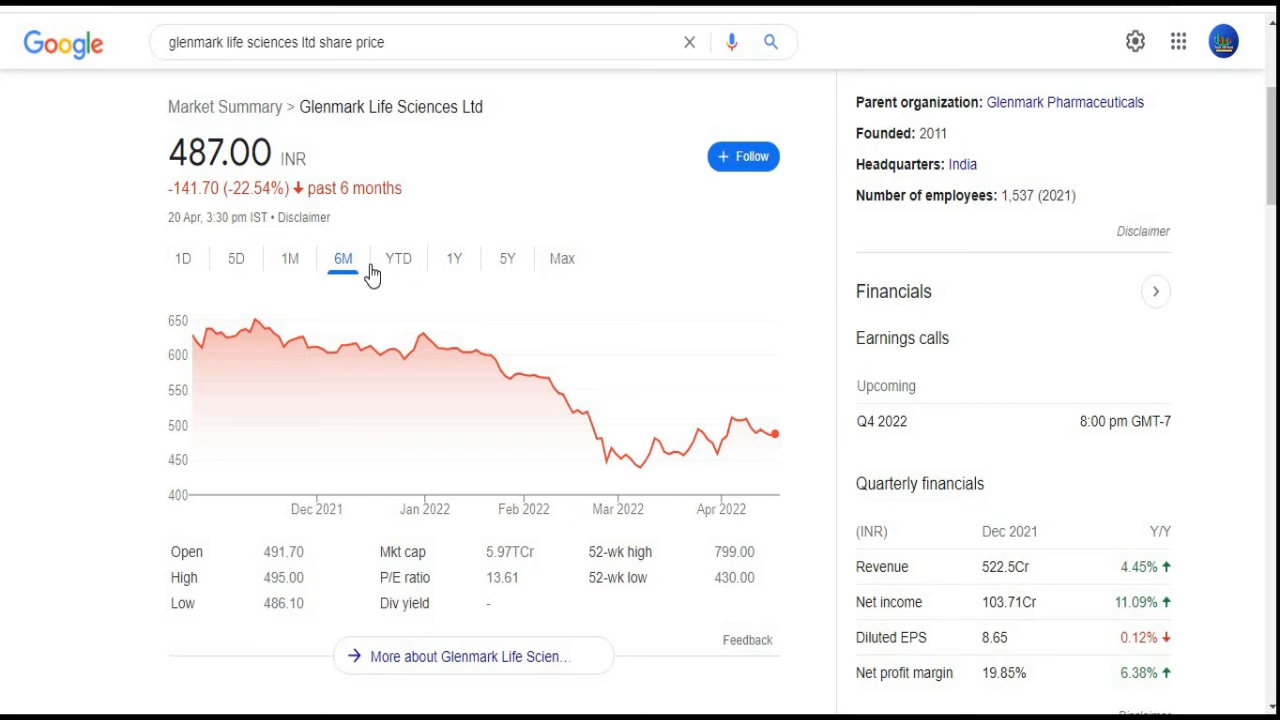 Google
glenmark life sciences ltd share price
Market Summary > Glenmark Life Sciences Ltd
487.00 INR
-141.70 (-22.54%) ↓ past 6 months
20 Apr, 3:30 pm IST • Disclaimer
+ Follow
1D 5D 1M 6M YTD 1Y 5Y Max
650
600
550
500
450
400
Dec 2021 Jan 2022 Feb 2022 Mar 2022 Apr 2022
Open 491.70 Mkt cap 5.97TCr 52-wk high 799.00
High 495.00 P/E ratio 13.61 52-wk low 430.00
Low 486.10 Div yield -
Feedback
→ More about Glenmark Life Scien...
Parent organization: Glenmark Pharmaceuticals
Founded: 2011
Headquarters: India
Number of employees: 1,537 (2021)
Disclaimer
Financials
Earnings calls
Upcoming
Q4 2022 8:00 pm GMT-7
Quarterly financials
(INR) Dec 2021 Y/Y
Revenue 522.5Cr 4.45% ↑
Net income 103.71Cr 11.09% ↑
Diluted EPS 8.65 0.12% ↓
Net profit margin 19.85% 6.38% ↑